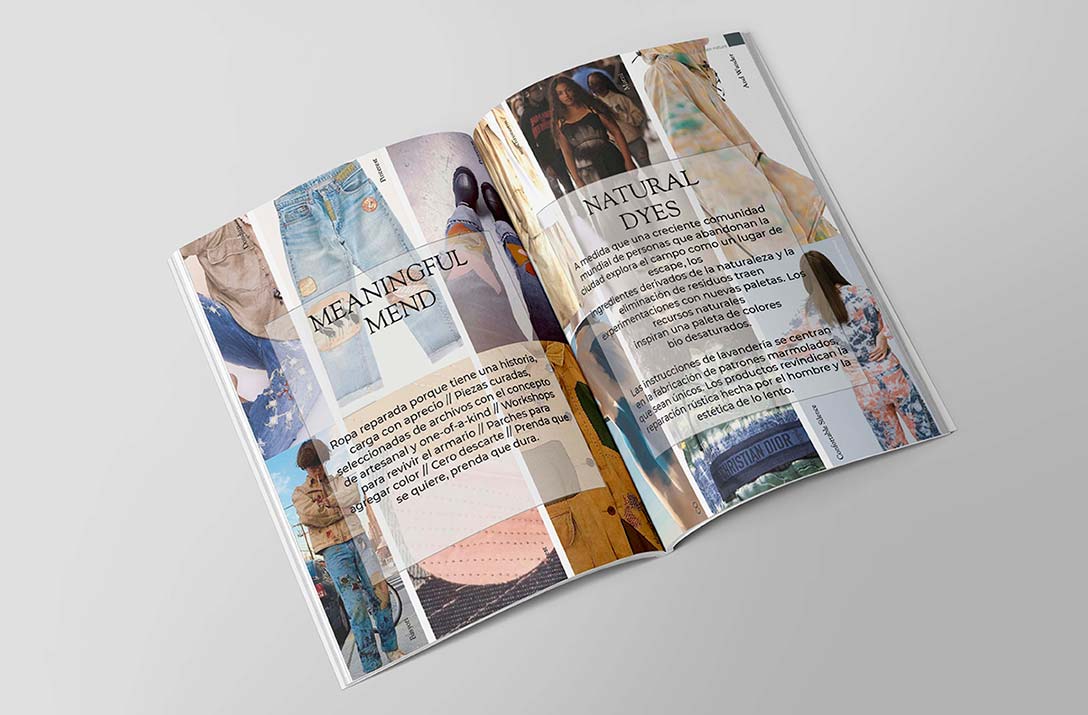 Pinterest
MEANINGFUL
MEND
Ropa reparada porque tiene una historia,
carga con aprecio // Piezas curadas,
seleccionadas de archivos con el concepto
de artesanal y one-of-a-kind // Workshops
para revivir el armario // Parches para
agregar color // Cero descarte // Prenda que
se quiere, prenda que dura.
And Wander
NATURAL
DYES
A medida que una creciente comunidad
mundial de personas que abandonan la
ciudad explora el campo como un lugar de
escape, los
ingredientes derivados de la naturaleza y la
eliminación de residuos traen
experimentaciones con nuevas paletas. Los
recursos naturales
inspiran una paleta de colores
bio desaturados.
Las instrucciones de lavandería se centran
en la fabricación de patrones marmolados,
que sean únicos. Los productos revindican la
reparación rústica hecha por el hombre y la
estética de lo lento.
CHRISTIAN DIOR
Comfortable Silence